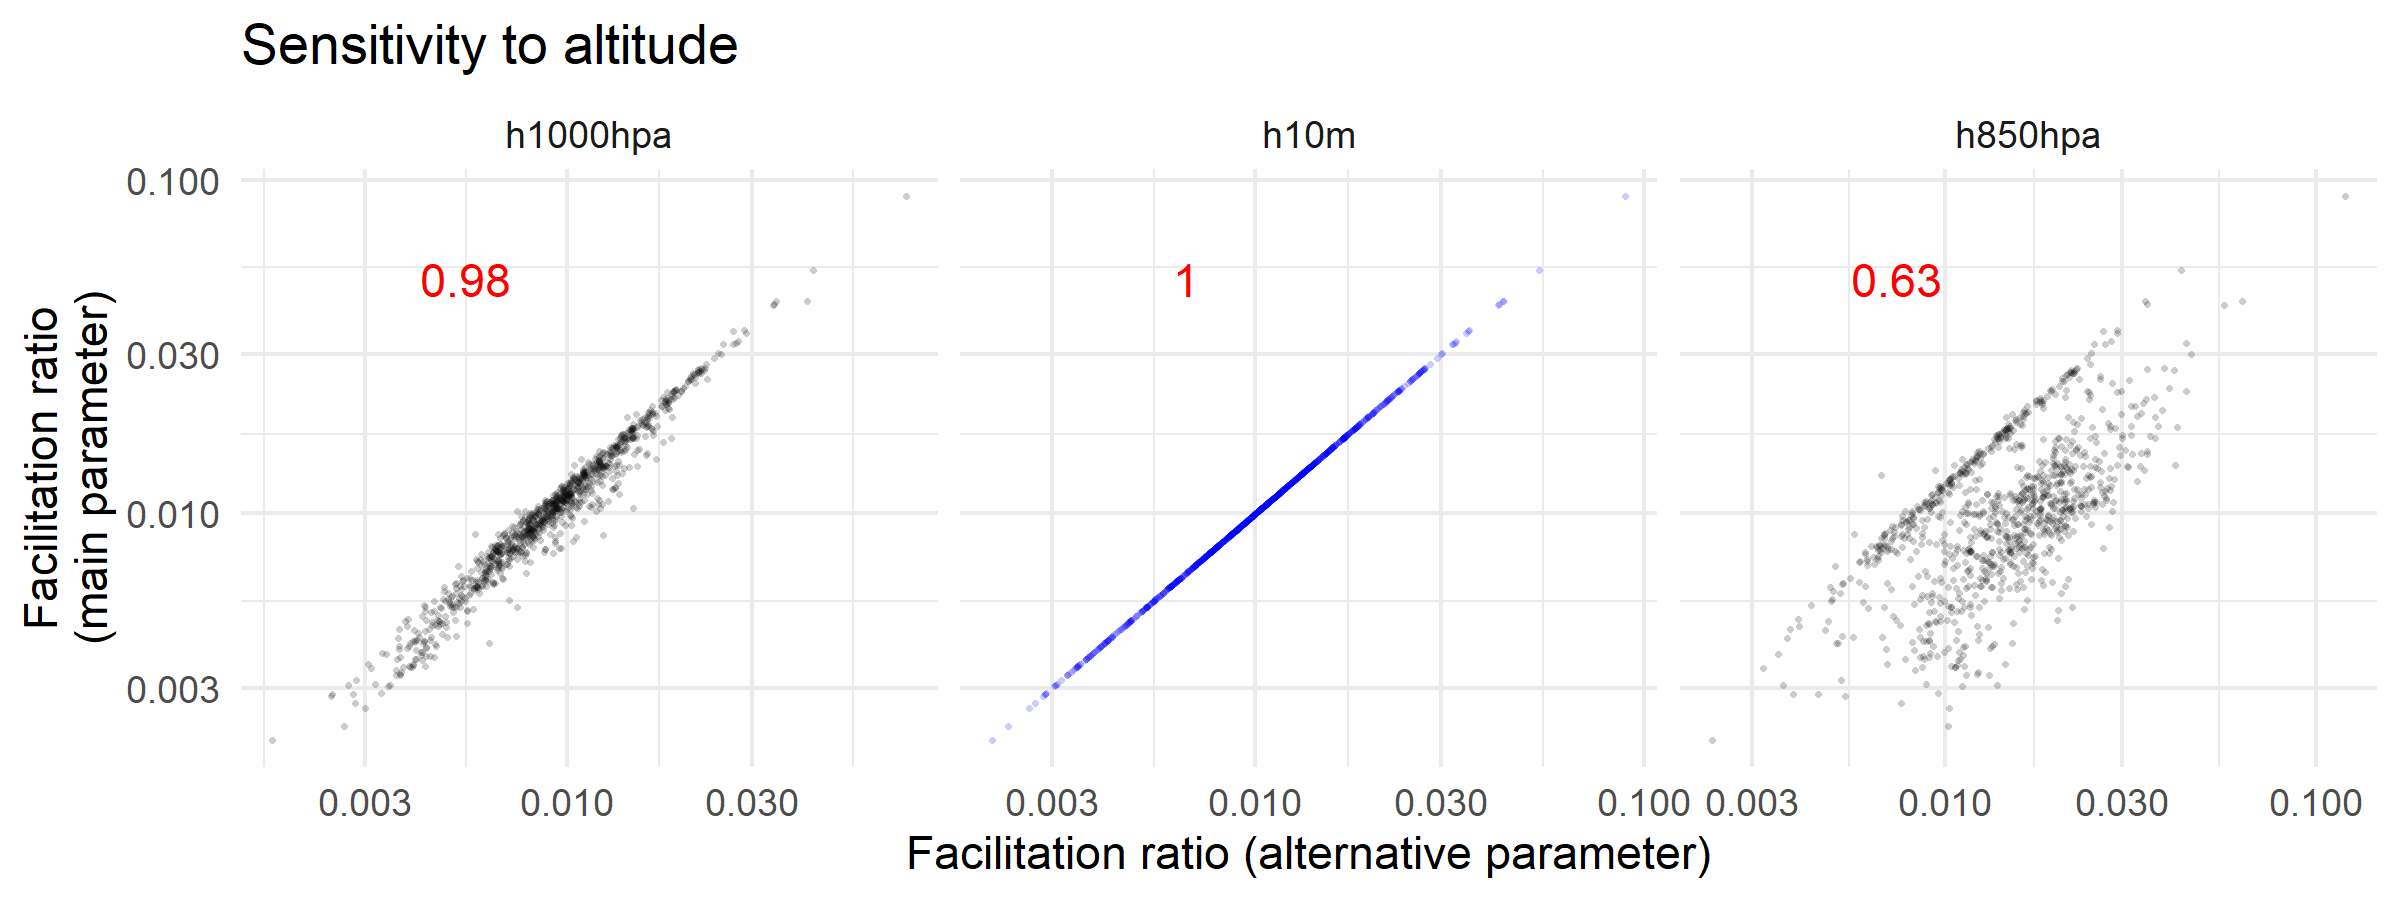 Sensitivity to altitude
h1000hpa h10m h850hpa
0.100
0.030
0.010
0.003
Facilitation ratio
(main parameter)
0.98 1 0.63
0.003 0.010 0.030 0.003 0.010 0.030 0.100 0.003 0.010 0.030 0.100
Facilitation ratio (alternative parameter)